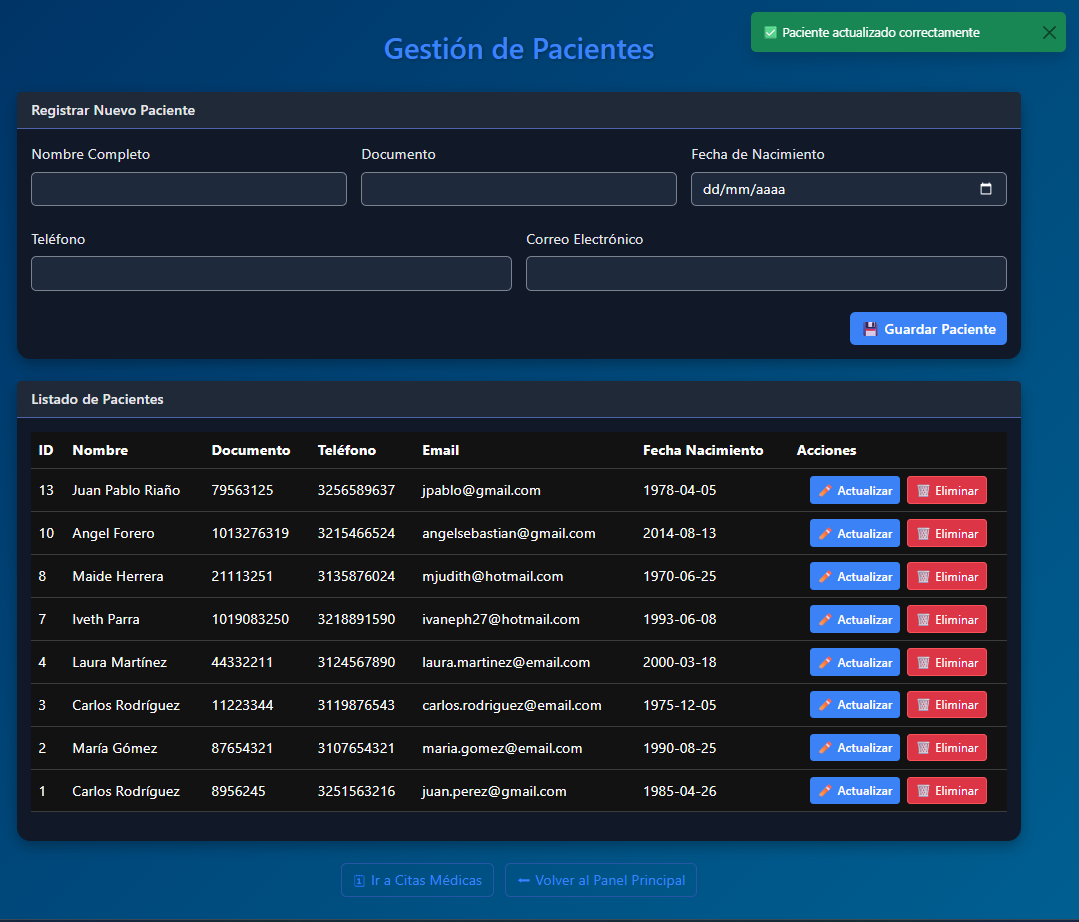 ✅ Paciente actualizado correctamente
Gestión de Pacientes
Registrar Nuevo Paciente
Nombre Completo Documento Fecha de Nacimiento
dd/mm/aaaa
Teléfono Correo Electrónico
💾 Guardar Paciente
Listado de Pacientes
ID Nombre Documento Teléfono Email Fecha Nacimiento Acciones
13 Juan Pablo Riaño 79563125 3256589637 jpablo@gmail.com 1978-04-05 Actualizar Eliminar
10 Angel Forero 1013276319 3215466524 angelsebastian@gmail.com 2014-08-13 Actualizar Eliminar
8 Maide Herrera 21113251 3135876024 mjudith@hotmail.com 1970-06-25 Actualizar Eliminar
7 Iveth Parra 1019083250 3218891590 ivaneph27@hotmail.com 1993-06-08 Actualizar Eliminar
4 Laura Martínez 44332211 3124567890 laura.martinez@email.com 2000-03-18 Actualizar Eliminar
3 Carlos Rodríguez 11223344 3119876543 carlos.rodriguez@email.com 1975-12-05 Actualizar Eliminar
2 María Gómez 87654321 3107654321 maria.gomez@email.com 1990-08-25 Actualizar Eliminar
1 Carlos Rodríguez 8956245 3251563216 juan.perez@gmail.com 1985-04-26 Actualizar Eliminar
1 Ir a Citas Médicas ← Volver al Panel Principal